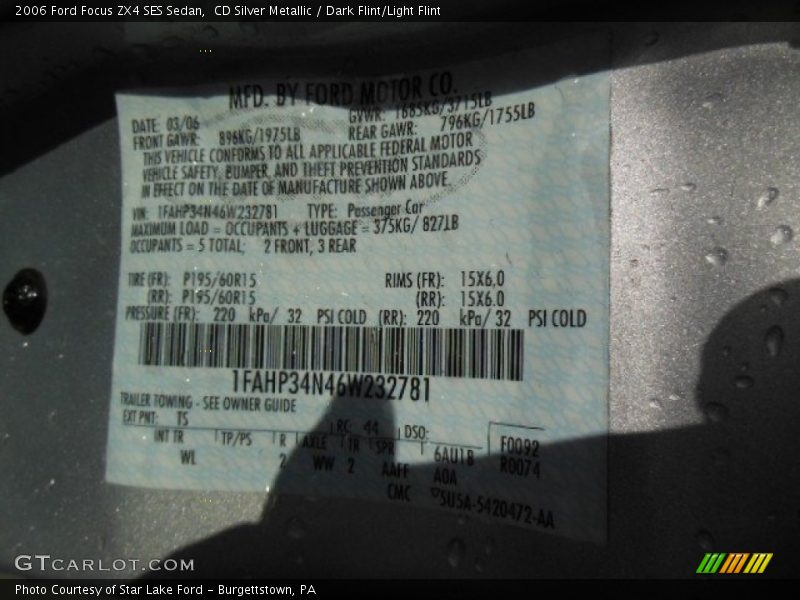 2006 Ford Focus ZX4 SES Sedan, CD Silver Metallic / Dark Flint/Light Flint
MFD. BY FORD MOTOR CO.
DATE: 03/06 GVWR: 1685KG/3715LB
FRONT GAWR: 896KG/1975LB REAR GAWR: 796KG/1755LB
THIS VEHICLE CONFORMS TO ALL APPLICABLE FEDERAL MOTOR
VEHICLE SAFETY, BUMPER, AND THEFT PREVENTION STANDARDS
IN EFFECT ON THE DATE OF MANUFACTURE SHOWN ABOVE.
VIN: 1FAHP34N46W232781 TYPE: Passenger Car
MAXIMUM LOAD = OCCUPANTS + LUGGAGE = 375KG/ 827LB
OCCUPANTS = 5 TOTAL; 2 FRONT, 3 REAR
TIRE (FR): P195/60R15 RIMS (FR): 15X6.0
(RR): P195/60R15 (RR): 15X6.0
PRESSURE (FR): 220 kPa/ 32 PSI COLD (RR): 220 kPa/ 32 PSI COLD
1FAHP34N46W232781
TRAILER TOWING - SEE OWNER GUIDE
EXT PNT: TS RC: 44 DSO:
INT TR TP/PS R AXLE TR SPR 6AU1B F0092
WL 2 WW 2 AAFF A0A R0074
CMC 5U5A-5420472-AA
GTCARLOT.COM
Photo Courtesy of Star Lake Ford - Burgettstown, PA